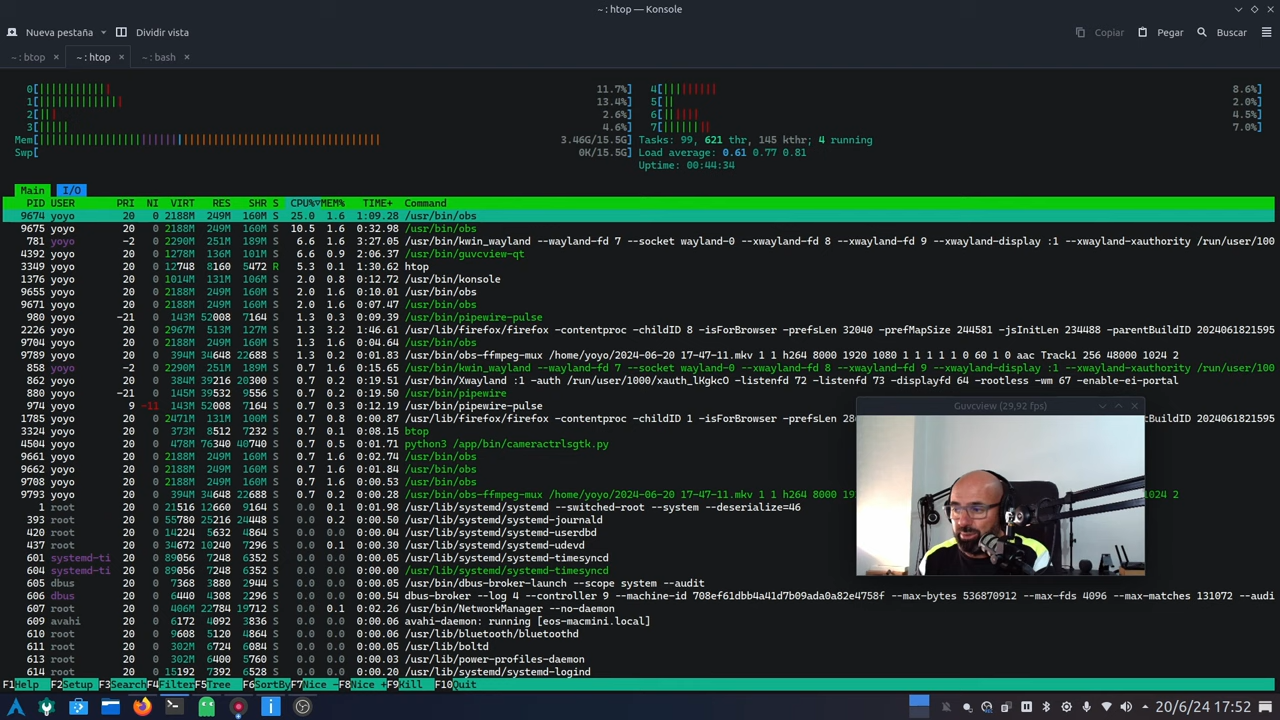 ~ : htop — Konsole
Nueva pestaña Dividir vista Copiar Pegar Buscar
~ : btop ~ : htop ~ : bash
0[ 11.7%] 4[ 8.6%]
1[ 13.4%] 5[ 2.0%]
2[ 2.6%] 6[ 4.5%]
3[ 4.6%] 7[ 7.0%]
Mem[ 3.46G/15.5G] Tasks: 99, 621 thr, 145 kthr; 4 running
Swp[ 0K/15.5G] Load average: 0.61 0.77 0.81
Uptime: 00:44:34
Main I/O
PID USER PRI NI VIRT RES SHR S CPU%▽MEM% TIME+ Command
9674 yoyo 20 0 2188M 249M 160M S 25.0 1.6 1:09.28 /usr/bin/obs
9675 yoyo 20 0 2188M 249M 160M S 10.5 1.6 0:32.98 /usr/bin/obs
781 yoyo -2 0 2290M 251M 189M S 6.6 1.6 3:27.05 /usr/bin/kwin_wayland --wayland-fd 7 --socket wayland-0 --xwayland-fd 8 --xwayland-fd 9 --xwayland-display :1 --xwayland-xauthority /run/user/100
4392 yoyo 20 0 1278M 136M 101M S 6.6 0.9 2:06.37 /usr/bin/guvcview-qt
3349 yoyo 20 0 12748 8160 5472 R 5.3 0.1 1:30.62 htop
1376 yoyo 20 0 1014M 131M 106M S 2.0 0.8 0:12.72 /usr/bin/konsole
9655 yoyo 20 0 2188M 249M 160M S 2.0 1.6 0:10.01 /usr/bin/obs
9671 yoyo 20 0 2188M 249M 160M S 2.0 1.6 0:07.47 /usr/bin/obs
980 yoyo -21 0 143M 52008 7164 S 1.3 0.3 0:09.39 /usr/bin/pipewire-pulse
2226 yoyo 20 0 2967M 513M 127M S 1.3 3.2 1:46.61 /usr/lib/firefox/firefox -contentproc -childID 8 -isForBrowser -prefsLen 32040 -prefMapSize 244581 -jsInitLen 234488 -parentBuildID 2024061821595
9704 yoyo 20 0 2188M 249M 160M S 1.3 1.6 0:04.64 /usr/bin/obs
9789 yoyo 20 0 394M 34648 22688 S 1.3 0.2 0:01.83 /usr/bin/obs-ffmpeg-mux /home/yoyo/2024-06-20 17-47-11.mkv 1 1 h264 8000 1920 1080 1 1 1 1 1 0 60 1 0 aac Track1 256 48000 1024 2
858 yoyo -2 0 2290M 251M 189M S 0.7 1.6 0:15.65 /usr/bin/kwin_wayland --wayland-fd 7 --socket wayland-0 --xwayland-fd 8 --xwayland-fd 9 --xwayland-display :1 --xwayland-xauthority /run/user/100
862 yoyo 20 0 384M 39216 20300 S 0.7 0.2 0:19.51 /usr/bin/Xwayland :1 -auth /run/user/1000/xauth_lKgkcO -listenfd 72 -listenfd 73 -displayfd 64 -rootless -wm 67 -enable-ei-portal
880 yoyo -21 0 145M 39532 9556 S 0.7 0.2 0:19.51 /usr/bin/pipewire
974 yoyo 9 -11 143M 52008 7164 S 0.7 0.3 0:12.19 /usr/bin/pipewire-pulse
1785 yoyo 20 0 2471M 131M 100M S 0.7 0.8 0:00.87 /usr/lib/firefox/firefox -contentproc -childID 1 -isForBrowser -prefsLen 28
1778 yoyo 20 0 373M 8512 7232 S 0.7 0.1 0:08.15 btop
4504 yoyo 20 0 478M 76340 40740 S 0.7 0.5 0:01.71 python3 /app/bin/cameractrlsgtk.py
9661 yoyo 20 0 2188M 249M 160M S 0.7 1.6 0:02.74 /usr/bin/obs
9662 yoyo 20 0 2188M 249M 160M S 0.7 1.6 0:01.84 /usr/bin/obs
9708 yoyo 20 0 2188M 249M 160M S 0.7 1.6 0:00.53 /usr/bin/obs
9793 yoyo 20 0 394M 34648 22688 S 0.7 0.2 0:00.28 /usr/bin/obs-ffmpeg-mux /home/yoyo/2024-06-20 17-47-11.mkv 1 1 h264 8000 19 2
1 root 20 0 21516 12660 9164 S 0.0 0.1 0:01.98 /usr/lib/systemd/systemd --switched-root --system --deserialize=46
393 root 20 0 55780 25216 24448 S 0.0 0.2 0:00.50 /usr/lib/systemd/systemd-journald
420 root 20 0 14224 5632 4864 S 0.0 0.0 0:00.04 /usr/lib/systemd/systemd-userdbd
437 root 20 0 37396 10240 7296 S 0.0 0.1 0:00.30 /usr/lib/systemd/systemd-udevd
601 systemd-ti 20 0 89056 7248 6352 S 0.0 0.0 0:00.05 /usr/lib/systemd/systemd-timesyncd
604 systemd-ti 20 0 89056 7248 6352 S 0.0 0.0 0:00.00 /usr/lib/systemd/systemd-timesyncd
605 dbus 20 0 7368 3880 2944 S 0.0 0.0 0:00.05 /usr/bin/dbus-broker-launch --scope system --audit
606 dbus 20 0 6440 4308 2296 S 0.0 0.0 0:00.54 dbus-broker --log 4 --controller 9 --machine-id 708ef61dbb4a41d7b09ada0a82e4758f --max-bytes 536870912 --max-fds 4096 --max-matches 131072 --audi
607 root 20 0 406M 22784 19712 S 0.0 0.1 0:02.26 /usr/bin/NetworkManager --no-daemon
609 avahi 20 0 6172 4092 3836 S 0.0 0.0 0:00.06 avahi-daemon: running [eos-macmini.local]
610 root 20 0 9608 5120 4864 S 0.0 0.0 0:00.03 /usr/lib/bluetooth/bluetoothd
611 root 20 0 302M 6724 6084 S 0.0 0.0 0:00.05 /usr/lib/boltd
613 root 20 0 302M 6400 5760 S 0.0 0.0 0:00.04 /usr/lib/power-profiles-daemon
614 root 20 0 15192 7392 6528 S 0.0 0.0 0:00.20 /usr/lib/systemd/systemd-logind
F1Help F2Setup F3SearchF4FilterF5Tree F6SortByF7Nice -F8Nice +F9Kill F10Quit
Guvcview (29,92 fps)
20/6/24 17:52